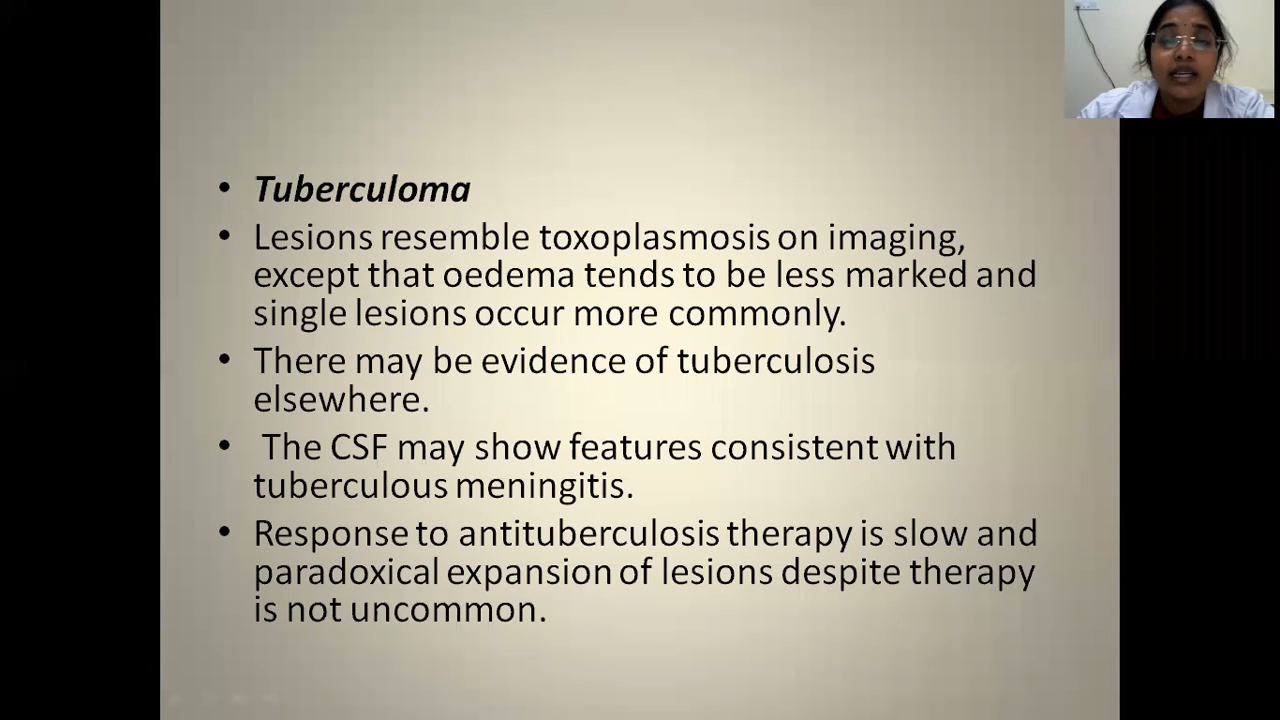 • Tuberculoma
• Lesions resemble toxoplasmosis on imaging,
except that oedema tends to be less marked and
single lesions occur more commonly.
• There may be evidence of tuberculosis
elsewhere.
• The CSF may show features consistent with
tuberculous meningitis.
• Response to antituberculosis therapy is slow and
paradoxical expansion of lesions despite therapy
is not uncommon.